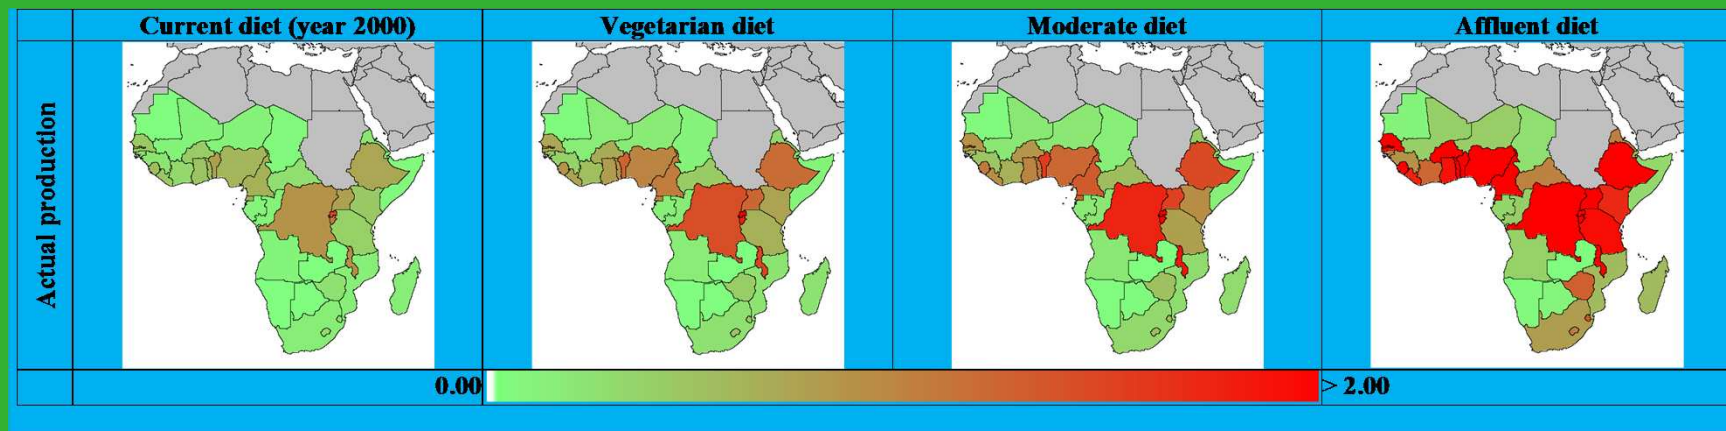 Current diet (year 2000)
Vegetarian diet
Moderate diet
Affluent diet
Actual production
0.00
> 2.00